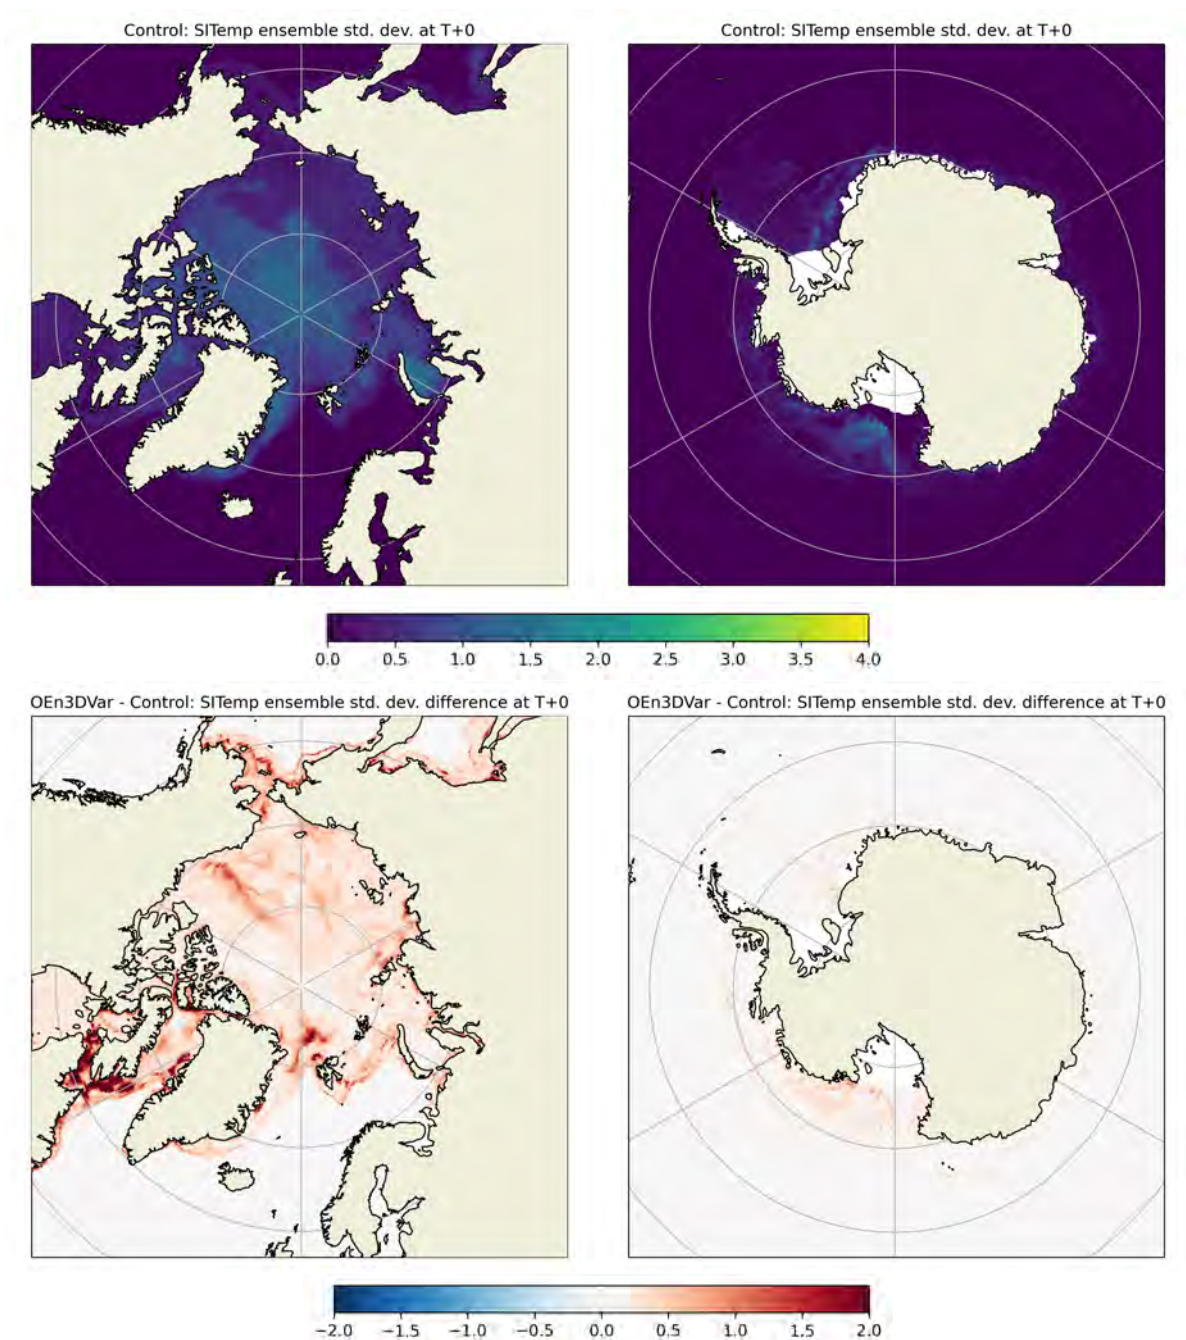 Control: SITemp ensemble std. dev. at T+0
Control: SITemp ensemble std. dev. at T+0
0.0 0.5 1.0 1.5 2.0 2.5 3.0 3.5 4.0
OEn3DVar - Control: SITemp ensemble std. dev. difference at T+0
OEn3DVar - Control: SITemp ensemble std. dev. difference at T+0
−2.0 −1.5 −1.0 −0.5 0.0 0.5 1.0 1.5 2.0